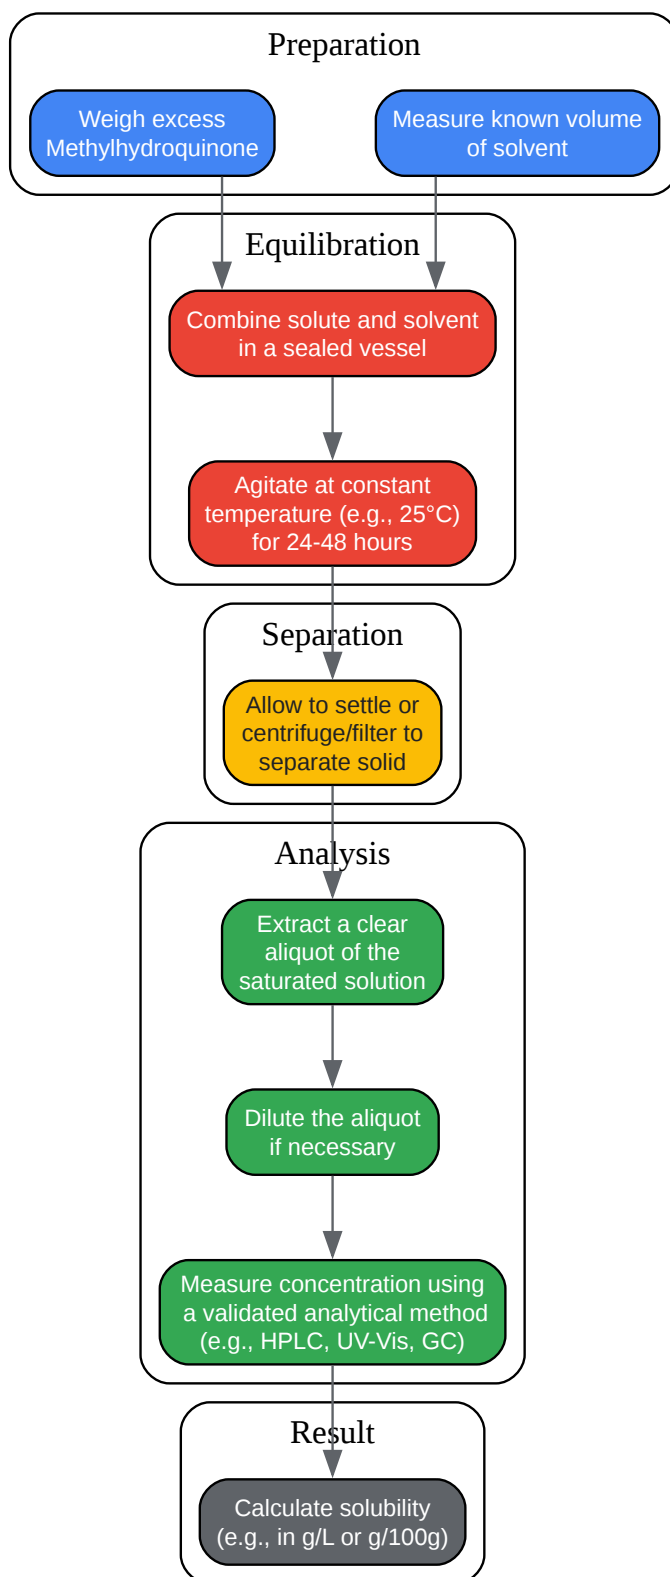 Preparation
Weigh excess
Methylhydroquinone
Measure known volume
of solvent
Equilibration
Combine solute and solvent
in a sealed vessel
Agitate at constant
temperature (e.g., 25°C)
for 24-48 hours
Separation
Allow to settle or
centrifuge/filter to
separate solid
Analysis
Extract a clear
aliquot of the
saturated solution
Dilute the aliquot
if necessary
Measure concentration using
a validated analytical method
(e.g., HPLC, UV-Vis, GC)
Result
Calculate solubility
(e.g., in g/L or g/100g)